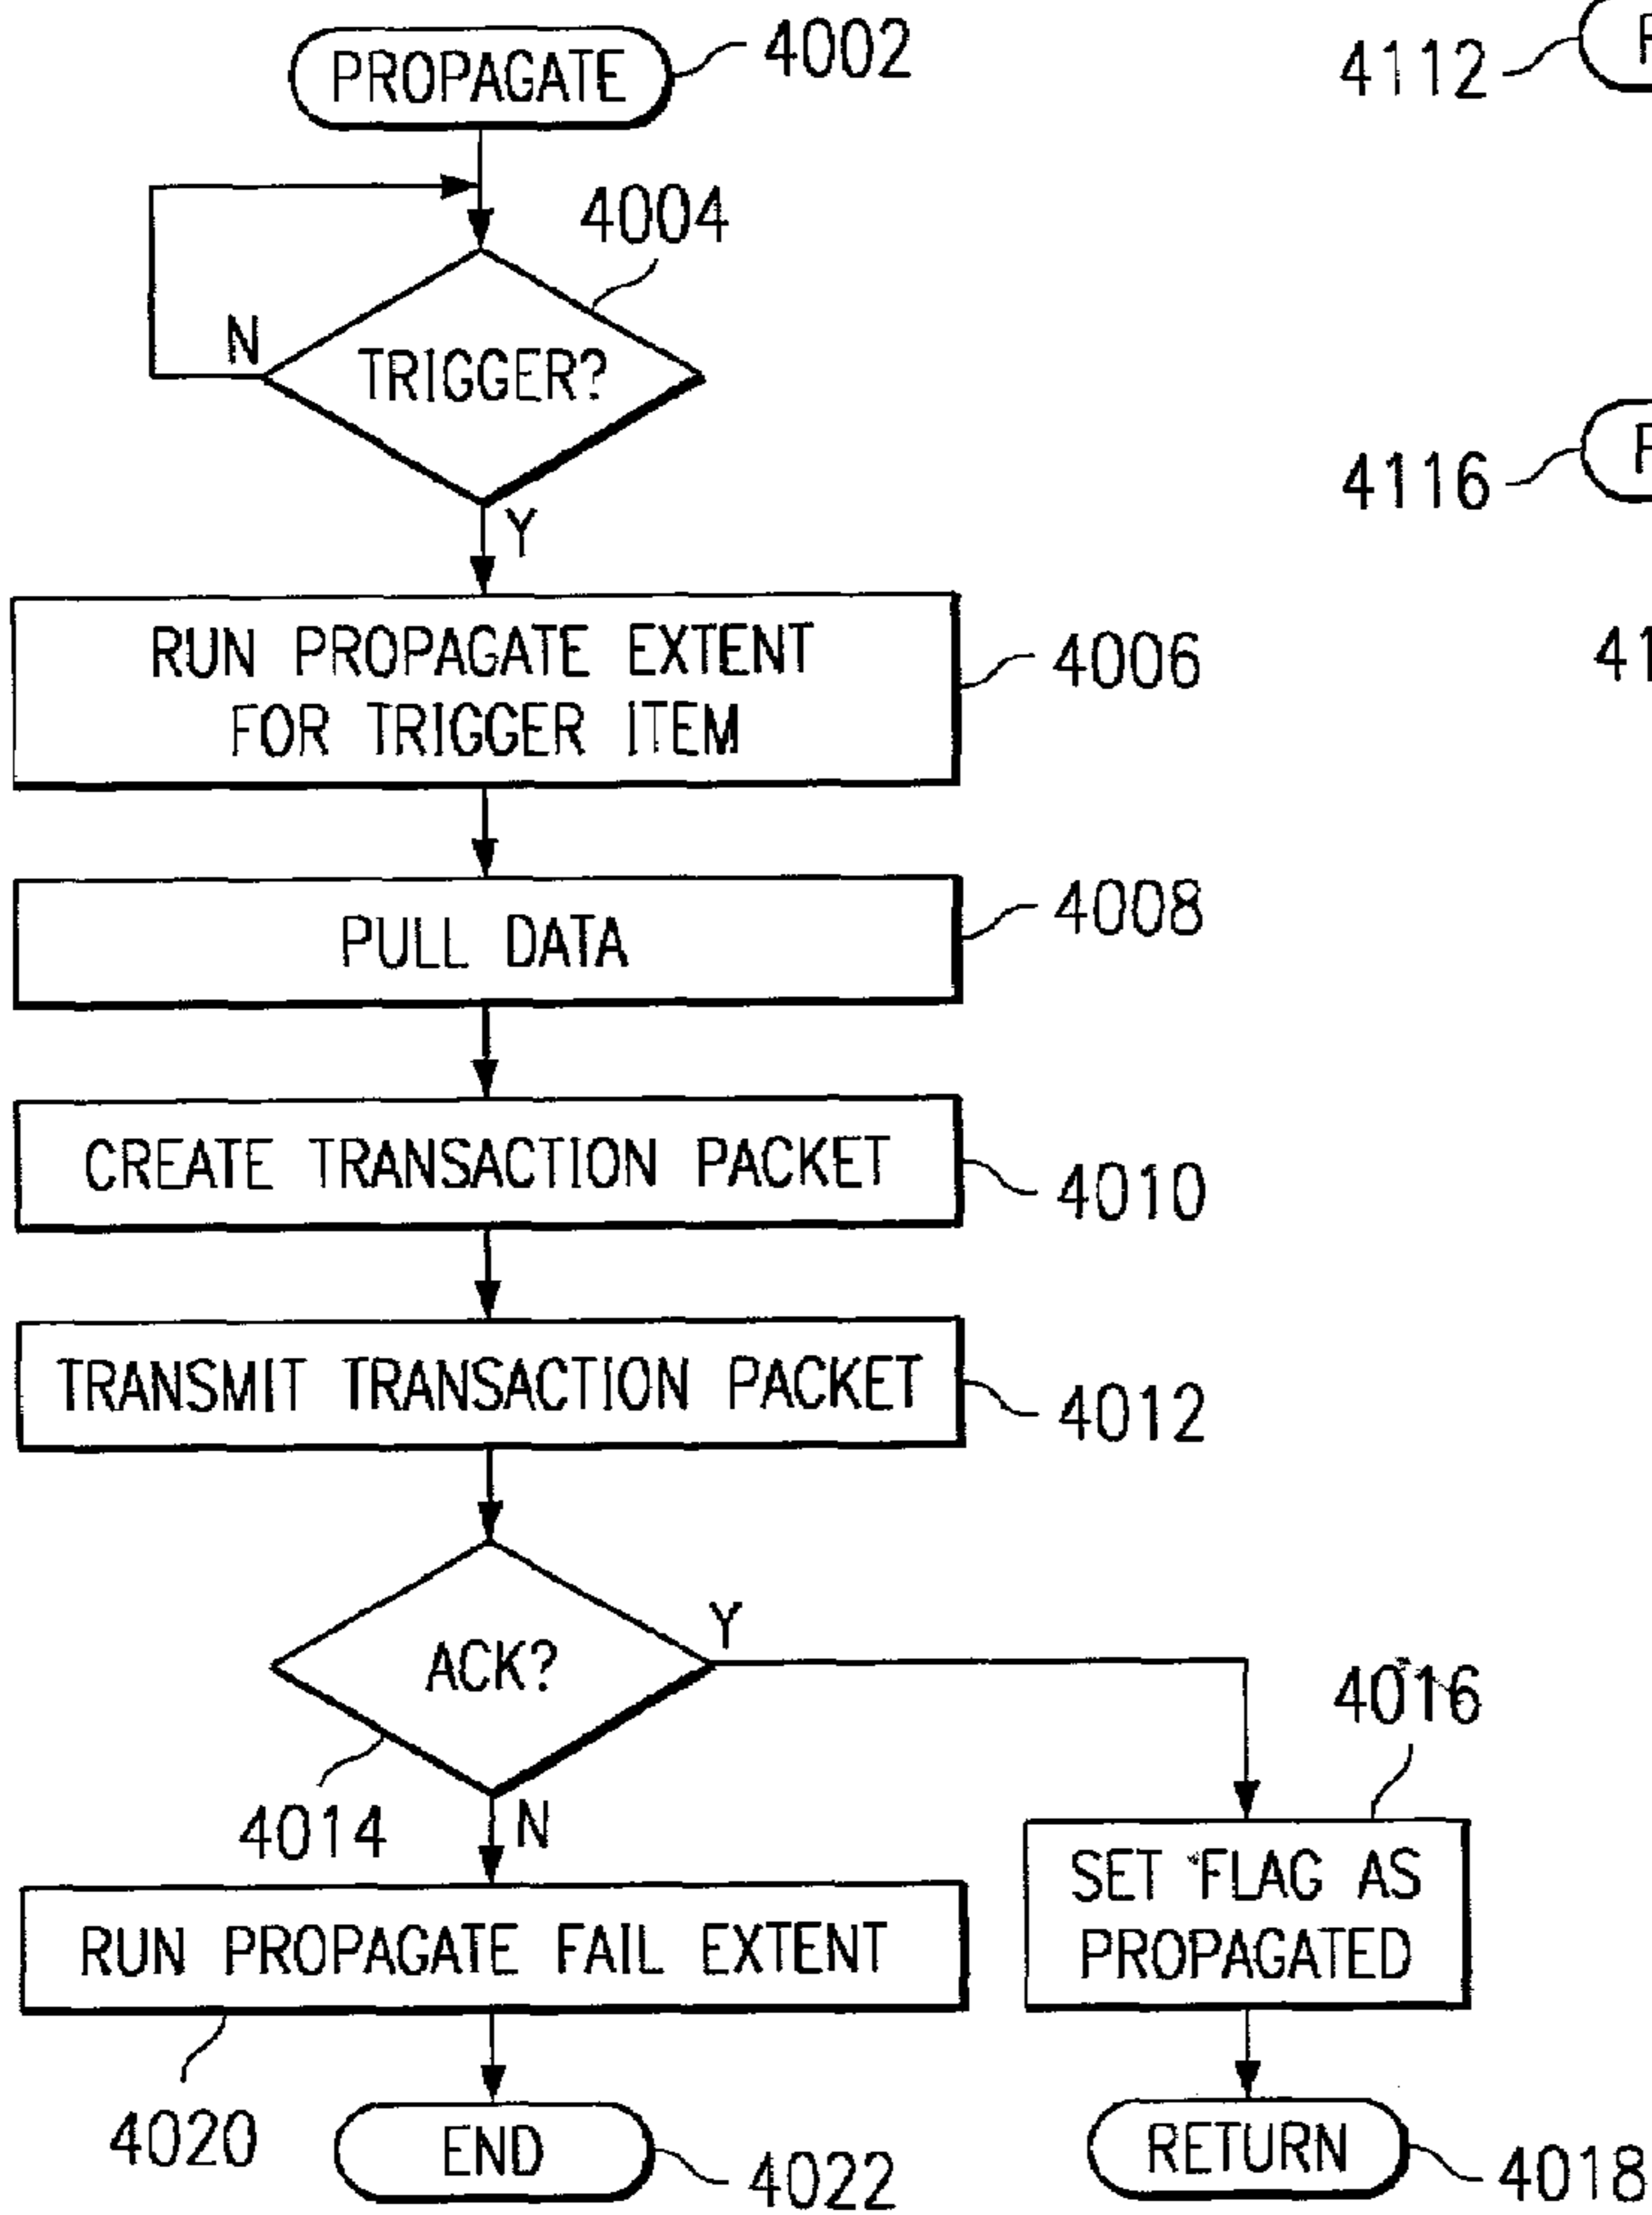 PROPAGATE
4002
4004
N
TRIGGER?
Y
RUN PROPAGATE EXTENT
FOR TRIGGER ITEM
4006
PULL DATA
4008
CREATE TRANSACTION PACKET
4010
TRANSMIT TRANSACTION PACKET
4012
ACK?
Y
4014
N
4016
SET FLAG AS
PROPAGATED
RUN PROPAGATE FAIL EXTENT
4020
END
4022
RETURN
4018
4112
4116